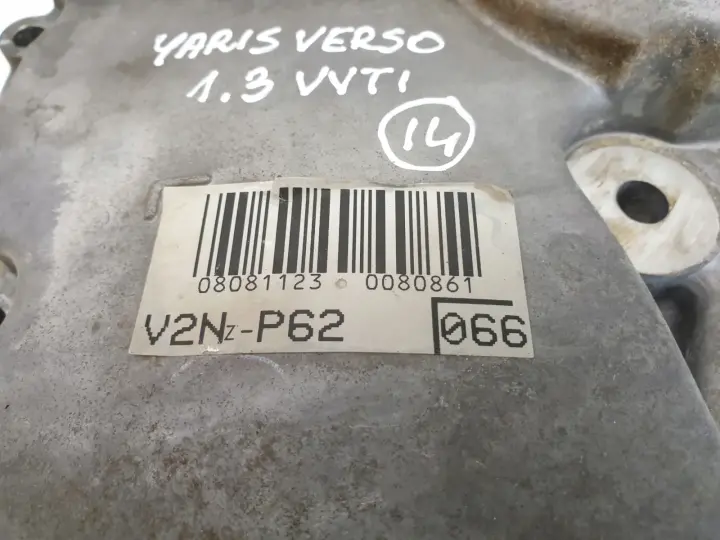 YARIS VERSO
1.3 VVTI
14
08081123 0080861
V2NZ-P62 066